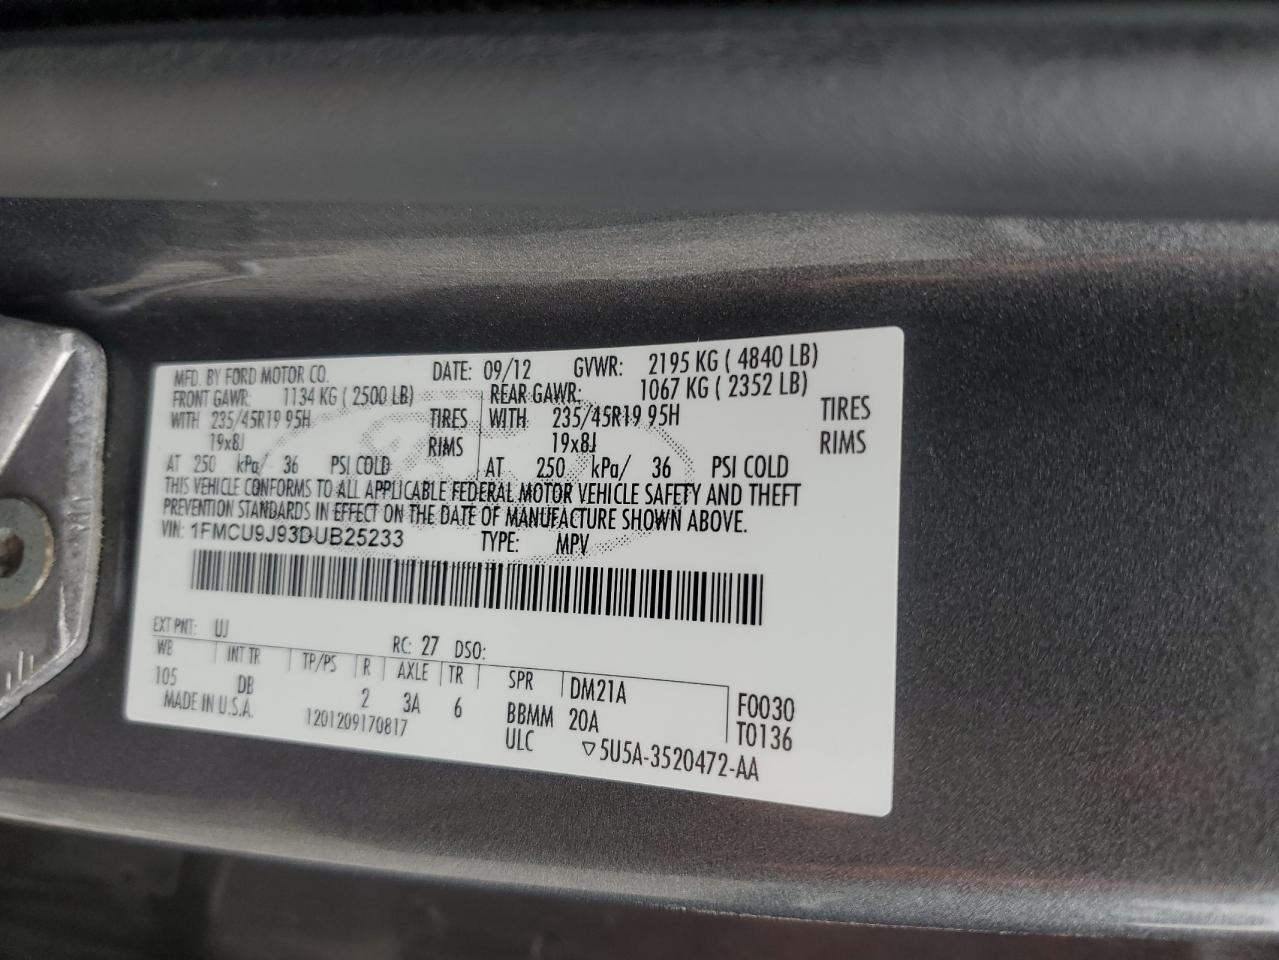 MFD. BY FORD MOTOR CO. DATE: 09/12 GVWR: 2195 KG ( 4840 LB)
FRONT GAWR: 1134 KG ( 2500 LB) REAR GAWR: 1067 KG ( 2352 LB)
WITH 235/45R19 95H TIRES WITH 235/45R19 95H TIRES
19x8J RIMS 19x8J RIMS
AT 250 kPa/ 36 PSI COLD AT 250 kPa/ 36 PSI COLD
THIS VEHICLE CONFORMS TO ALL APPLICABLE FEDERAL MOTOR VEHICLE SAFETY AND THEFT
PREVENTION STANDARDS IN EFFECT ON THE DATE OF MANUFACTURE SHOWN ABOVE.
VIN: 1FMCU9J93DUB25233 TYPE: MPV
EXT PNT: UJ RC: 27 DSO:
WB INT TR TP/PS R AXLE TR SPR DM21A F0030
105 DB 2 3A 6 BBMM 20A T0136
MADE IN U.S.A. 1201209170817 ULC ▽5U5A-3520472-AA